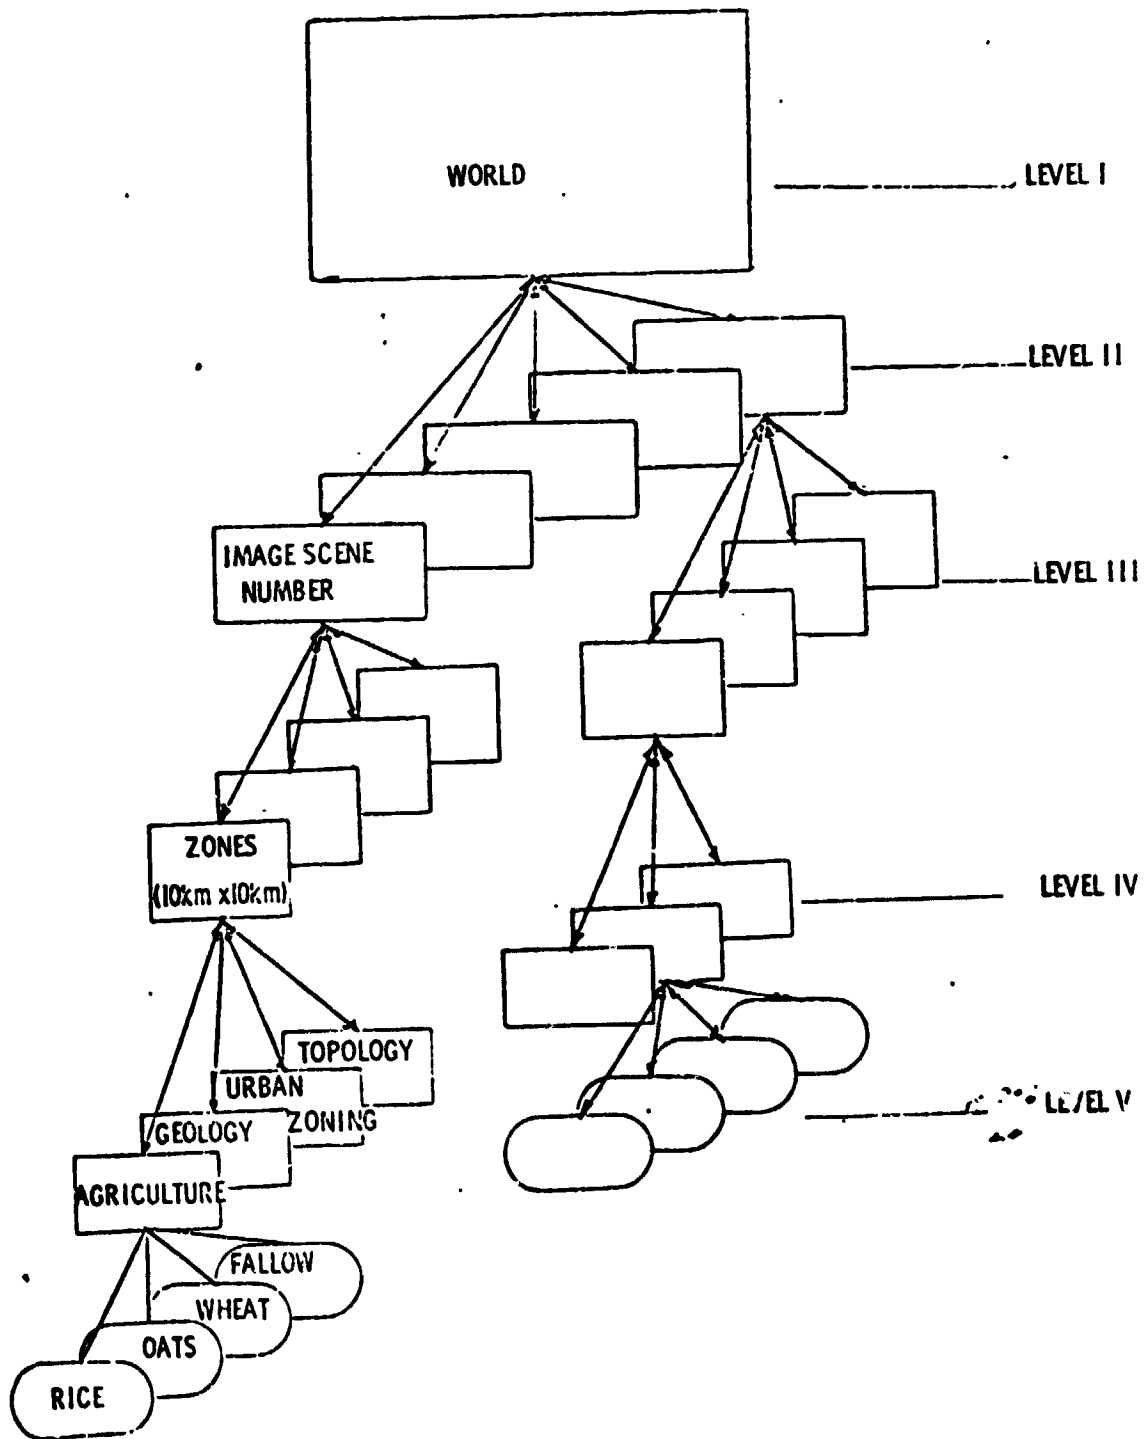 WORLD
LEVEL I
LEVEL II
IMAGE SCENE
NUMBER
LEVEL III
ZONES
(10km x10km)
LEVEL IV
TOPOLOGY
URBAN
ZONING
GEOLOGY
LEVEL V
AGRICULTURE
FALLOW
WHEAT
OATS
RICE